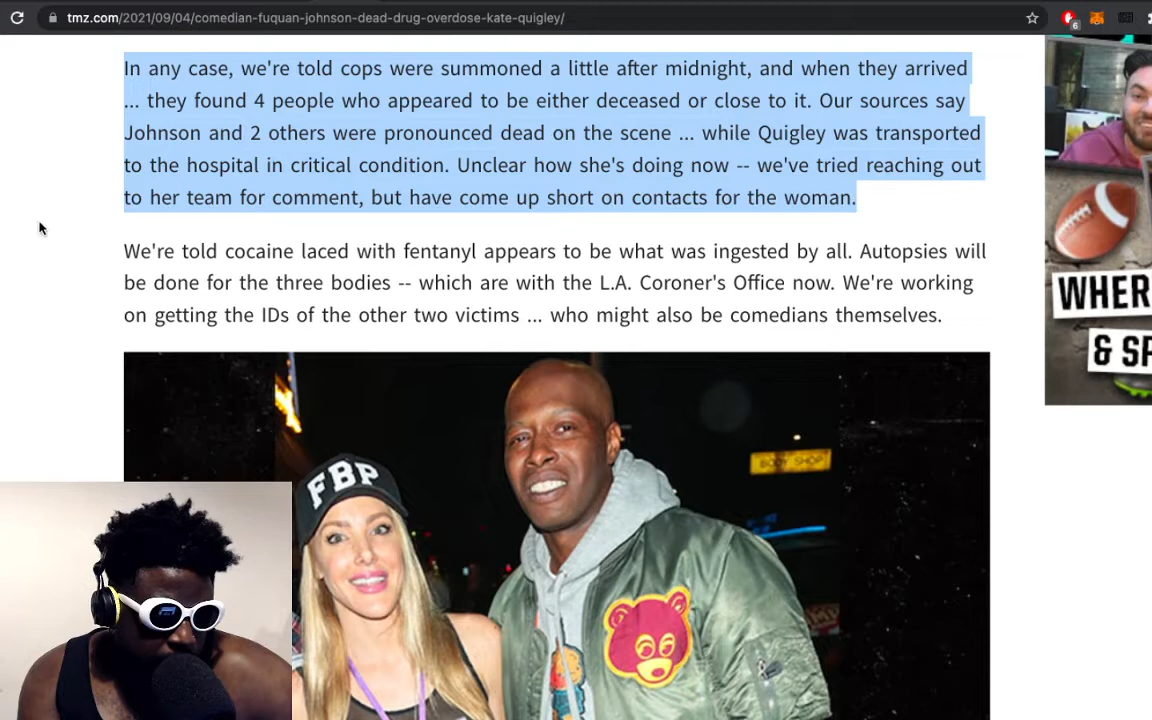 tmz.com/2021/09/04/comedian-fuquan-johnson-dead-drug-overdose-kate-quigley/
6
In any case, we're told cops were summoned a little after midnight, and when they arrived
... they found 4 people who appeared to be either deceased or close to it. Our sources say
Johnson and 2 others were pronounced dead on the scene ... while Quigley was transported
to the hospital in critical condition. Unclear how she's doing now -- we've tried reaching out
to her team for comment, but have come up short on contacts for the woman.
We're told cocaine laced with fentanyl appears to be what was ingested by all. Autopsies will
be done for the three bodies -- which are with the L.A. Coroner's Office now. We're working
on getting the IDs of the other two victims ... who might also be comedians themselves.
WHER
& SP
BODY SHOP
FBP